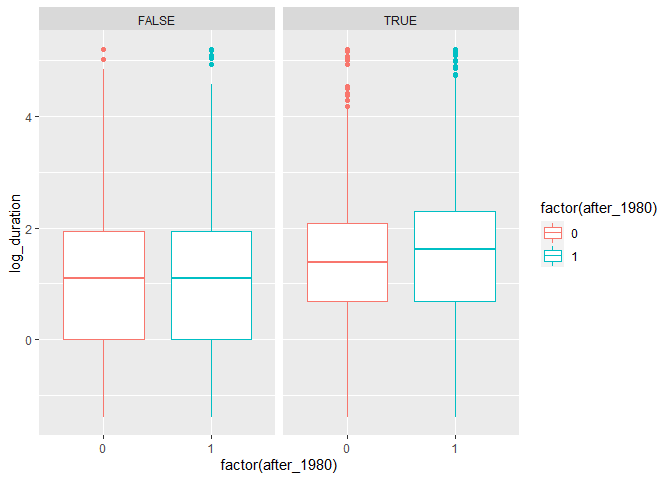 FALSE
TRUE
log_duration
4
2
0
0
1
0
1
factor(after_1980)
factor(after_1980)
0
1